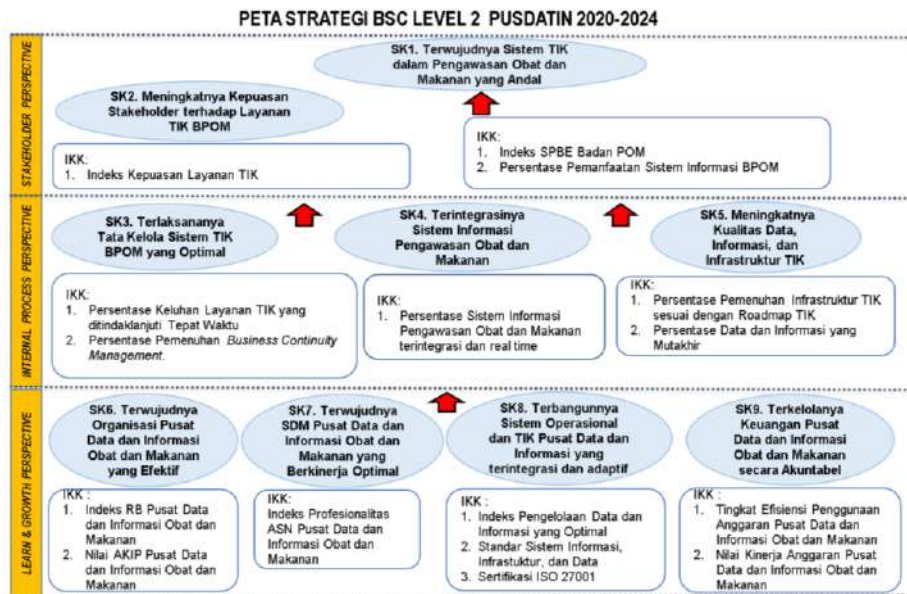 PETA STRATEGI BSC LEVEL 2 PUSDATIN 2020-2024
STAKEHOLDER PERSPECTIVE
SK1. Terwujudnya Sistem TIK
dalam Pengawasan Obat dan
Makanan yang Andal
SK2. Meningkatnya Kepuasan
Stakeholder terhadap Layanan
TIK BPOM
IKK:
1. Indeks Kepuasan Layanan TIK
IKK:
1. Indeks SPBE Badan POM
2. Persentase Pemanfaatan Sistem Informasi BPOM
INTERNAL PROCESS PERSPECTIVE
SK3. Terlaksananya
Tata Kelola Sistem TIK
BPOM yang Optimal
IKK:
1. Persentase Keluhan Layanan TIK yang
ditindaklanjuti Tepat Waktu
2. Persentase Pemenuhan Business Continuity
Management.
SK4. Terintegrasinya
Sistem Informasi
Pengawasan Obat dan
Makanan
IKK:
1. Persentase Sistem Informasi
Pengawasan Obat dan Makanan
terintegrasi dan real time
SK5. Meningkatnya
Kualitas Data,
Informasi, dan
Infrastruktur TIK
IKK:
1. Persentase Pemenuhan Infrastruktur TIK
sesuai dengan Roadmap TIK
2. Persentase Data dan Informasi yang
Mutakhir
LEARN & GROWTH PERSPECTIVE
SK6. Terwujudnya
Organisasi Pusat
Data dan Informasi
Obat dan Makanan
yang Efektif
IKK :
1. Indeks RB Pusat Data
dan Informasi Obat dan
Makanan
2. Nilai AKIP Pusat Data
dan Informasi Obat dan
Makanan
SK7. Terwujudnya
SDM Pusat Data dan
Informasi Obat dan
Makanan yang
Berkinerja Optimal
IKK:
Indeks Profesionalitas
ASN Pusat Data dan
Informasi Obat dan
Makanan
SK8. Terbangunnya
Sistem Operasional
dan TIK Pusat Data dan
Informasi yang
terintegrasi dan adaptif
IKK :
1. Indeks Pengelolaan Data dan
Informasi yang Optimal
2. Standar Sistem Informasi,
Infrastuktur, dan Data
3. Sertifikasi ISO 27001
SK9. Terkelolanya
Keuangan Pusat
Data dan Informasi
Obat dan Makanan
secara Akuntabel
IKK :
1. Tingkat Efisiensi Penggunaan
Anggaran Pusat Data dan
Informasi Obat dan Makanan
2. Nilai Kinerja Anggaran Pusat
Data dan Informasi Obat dan
Makanan